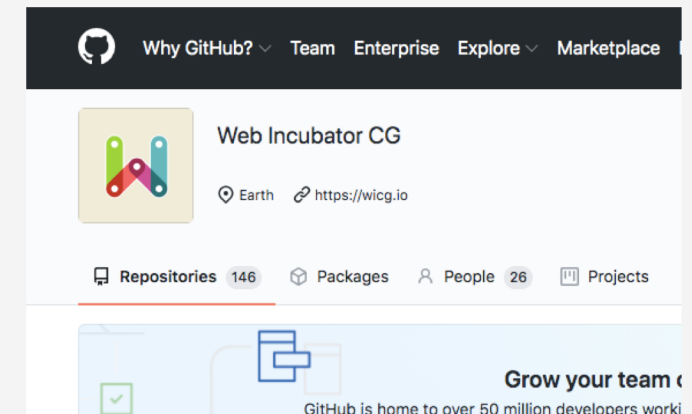 Why GitHub? Team Enterprise Explore Marketplace
Web Incubator CG
Earth https://wicg.io
Repositories 146 Packages People 26 Projects
Grow your team
GitHub is home to over 50 million developers